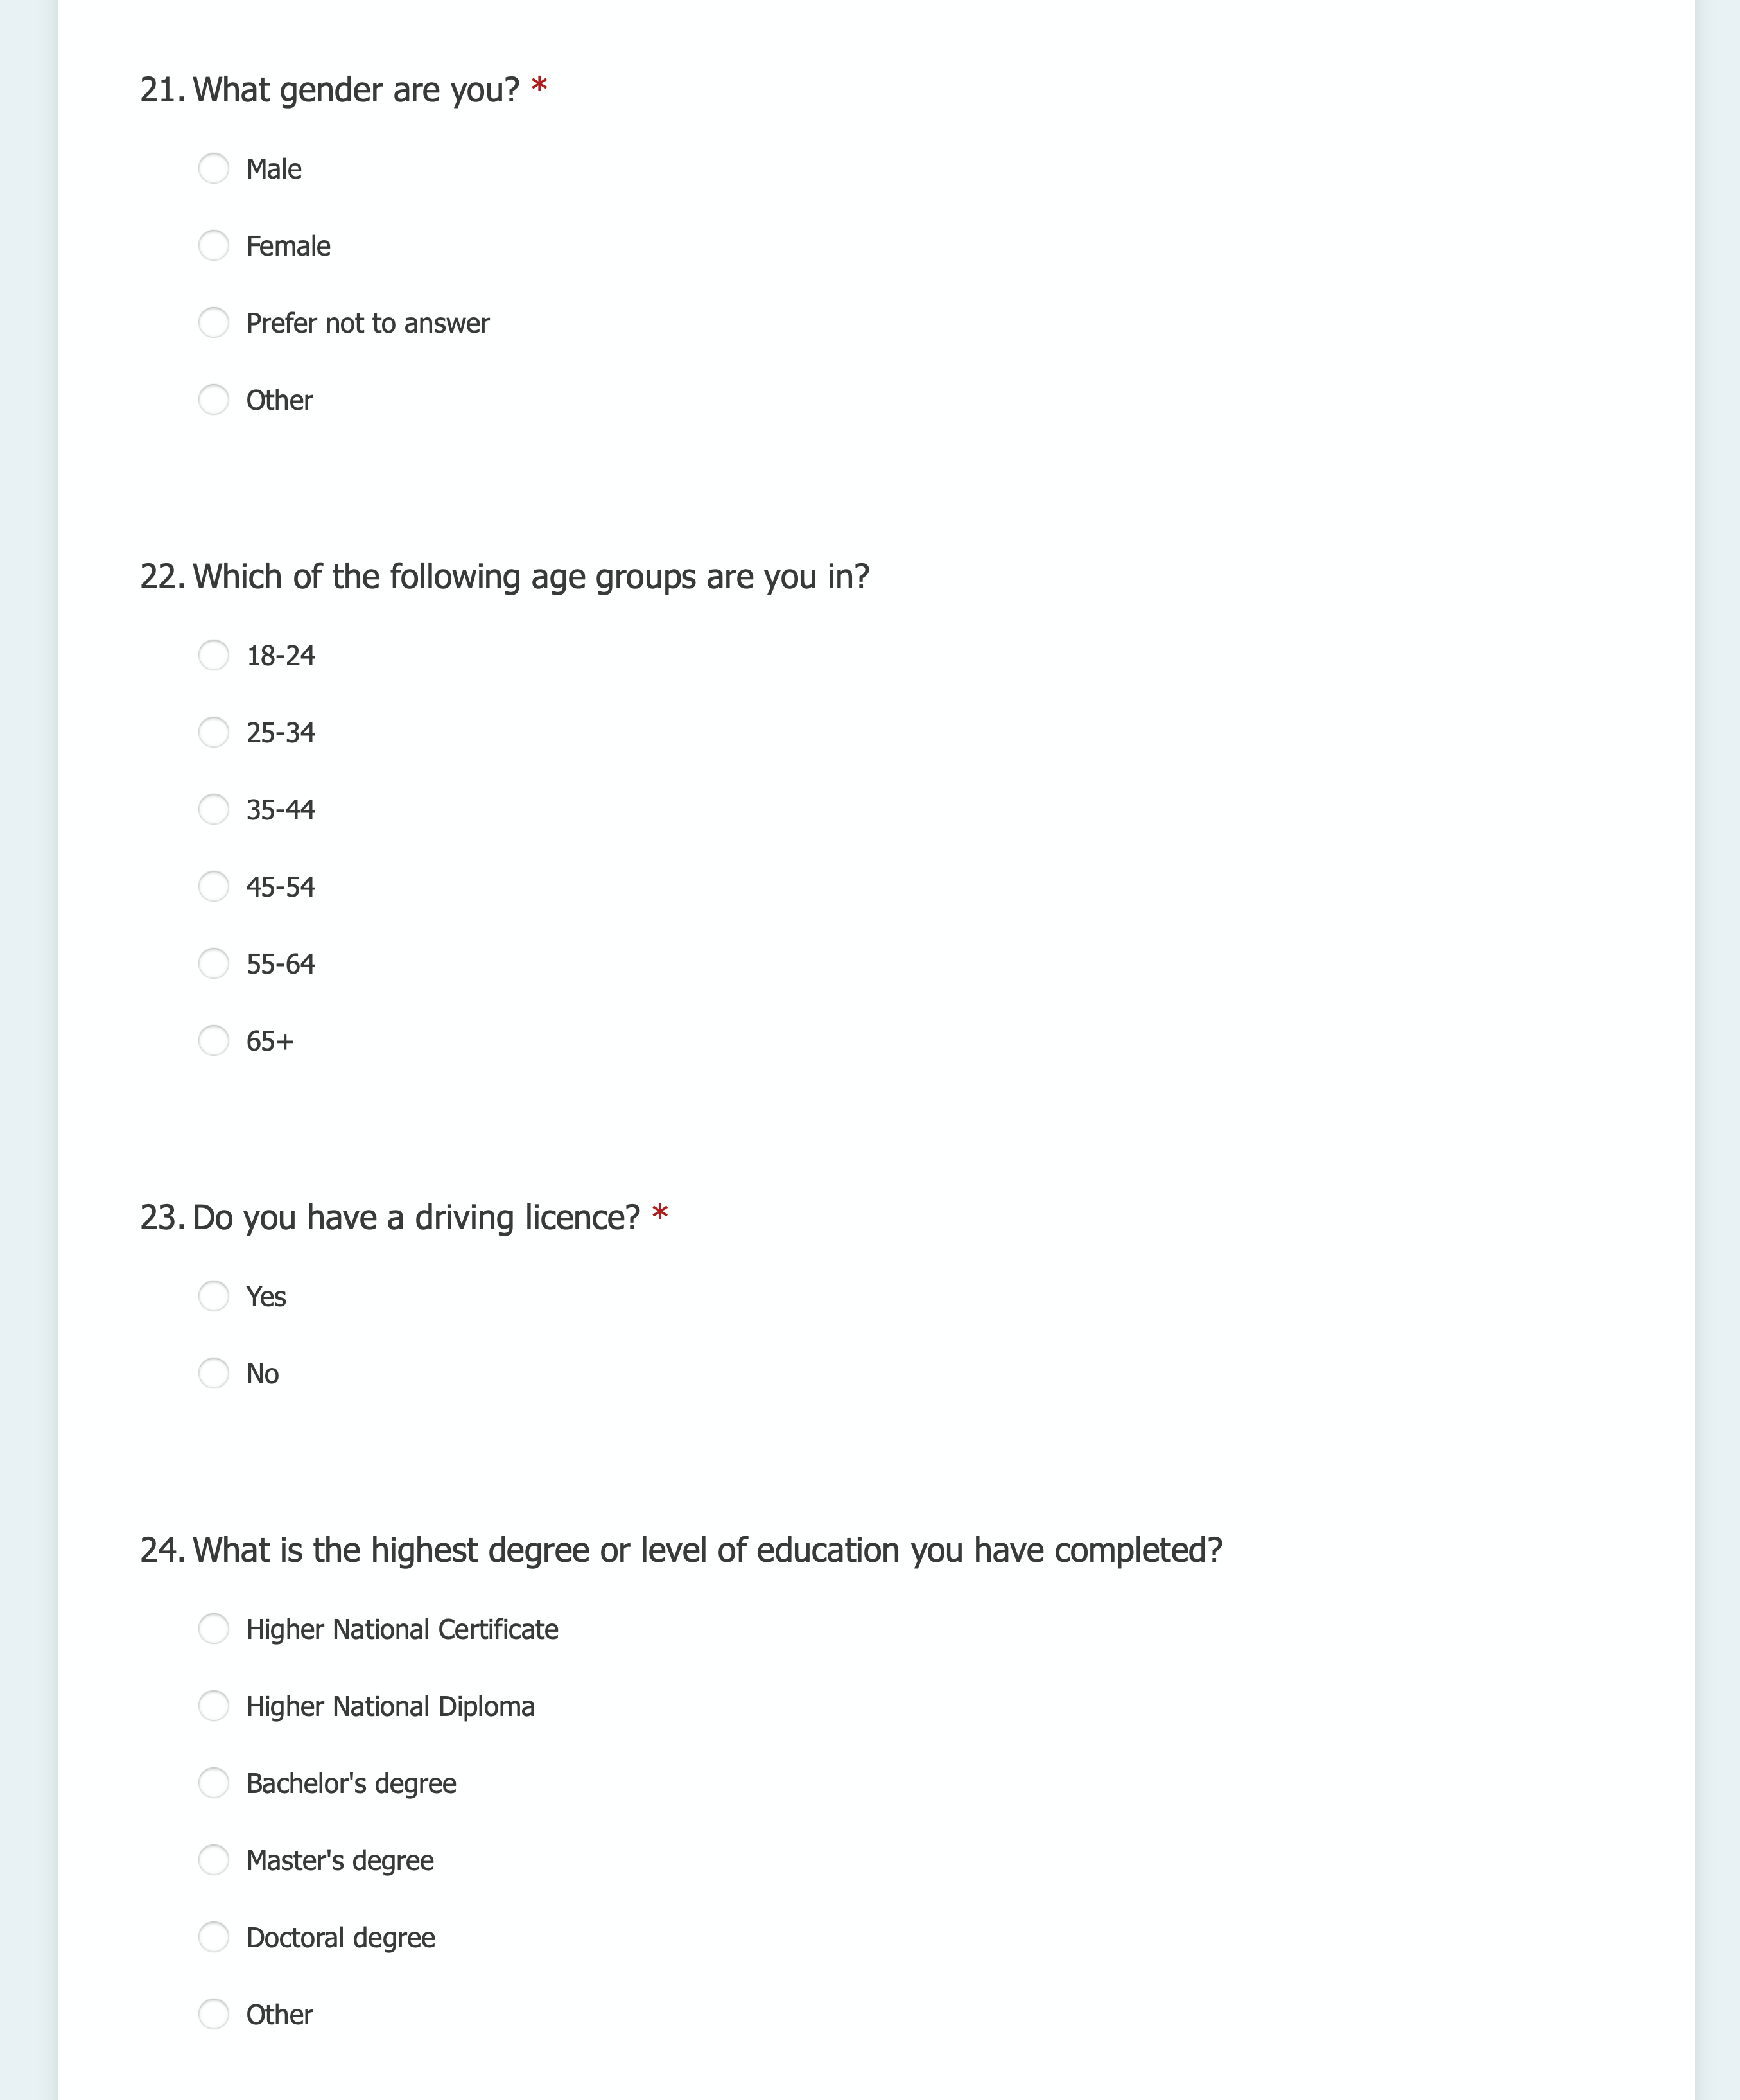 21. What gender are you? *
Male
Female
Prefer not to answer
Other
22. Which of the following age groups are you in?
18-24
25-34
35-44
45-54
55-64
65+
23. Do you have a driving licence? *
Yes
No
24. What is the highest degree or level of education you have completed?
Higher National Certificate
Higher National Diploma
Bachelor's degree
Master's degree
Doctoral degree
Other